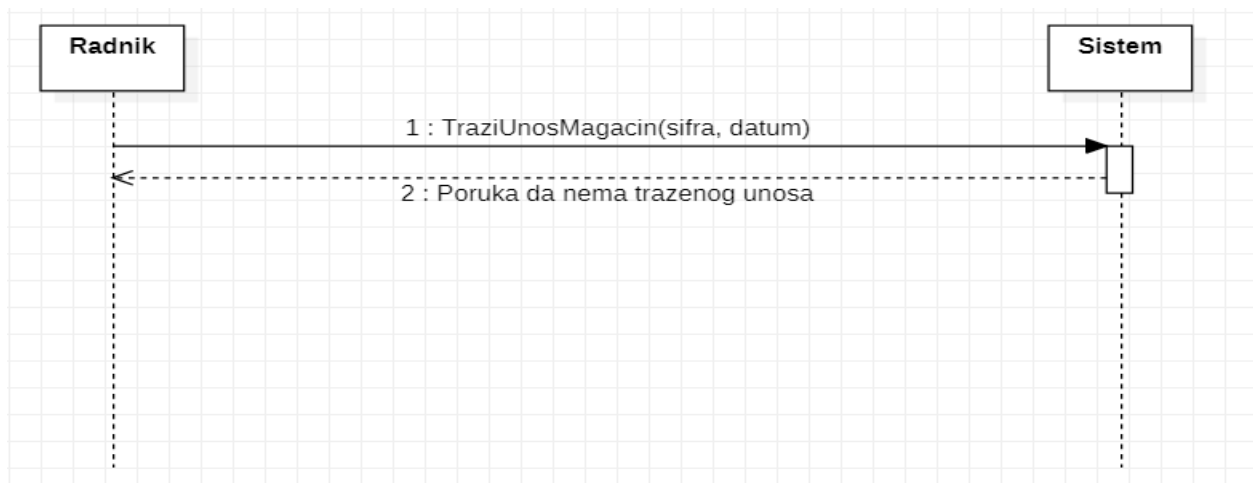 Radnik
Sistem
1 : TraziUnosMagacin(sifra, datum)
2 : Poruka da nema trazenog unosa